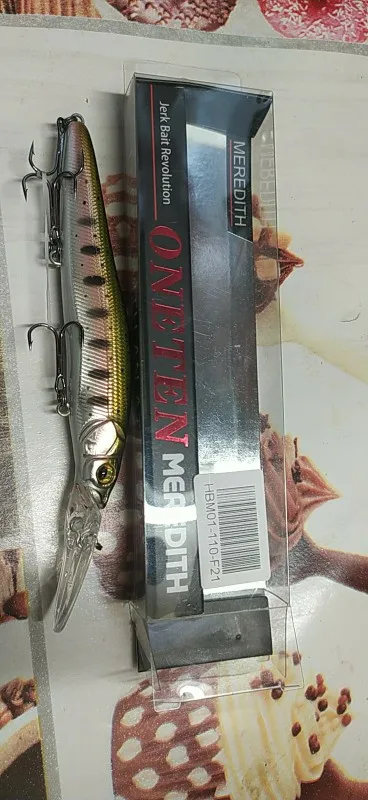 Jerk Bait Revolution
ONETEN
MEREDITH
MEREDITH
HBM01-110-F21